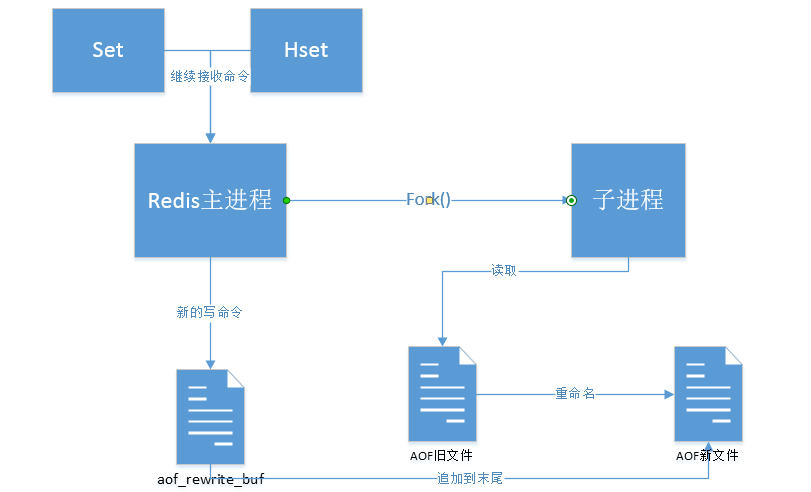 Set
Hset
继续接收命令
Redis主进程
Fork()
子进程
读取
新的写命令
重命名
AOF旧文件
AOF新文件
aof_rewrite_buf
追加到末尾